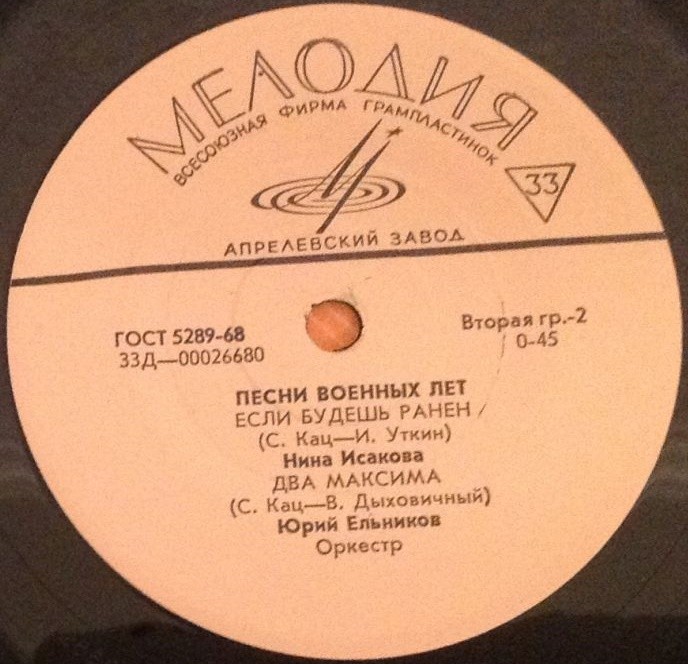 МЕЛОДИЯ
ВСЕСОЮЗНАЯ ФИРМА ГРАМПЛАСТИНОК
33
АПРЕЛЕВСКИЙ ЗАВОД
ГОСТ 5289-68
33Д—00026680
Вторая гр.-2
0-45
ПЕСНИ ВОЕННЫХ ЛЕТ
ЕСЛИ БУДЕШЬ РАНЕН
(С. Кац—И. Уткин)
Нина Исакова
ДВА МАКСИМА
(С. Кац—В. Дыховичный)
Юрий Ельников
Оркестр